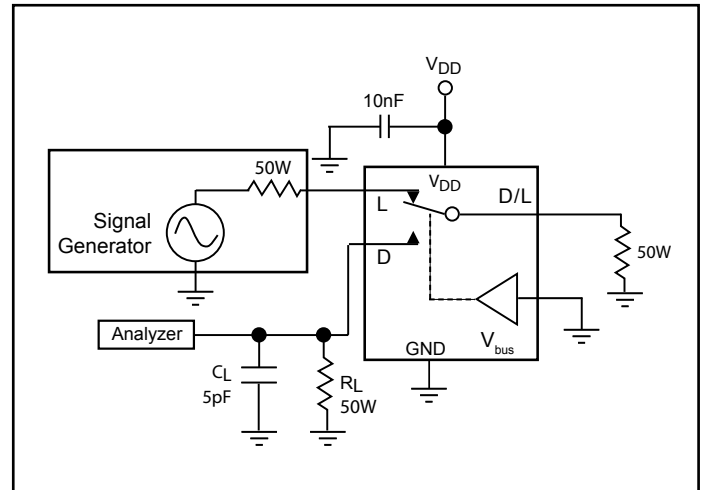 VDD
10nF
50W
VDD
D/L
L
Signal
Generator
50W
D
Analyzer
GND
Vbus
CL
5pF
RL
50W